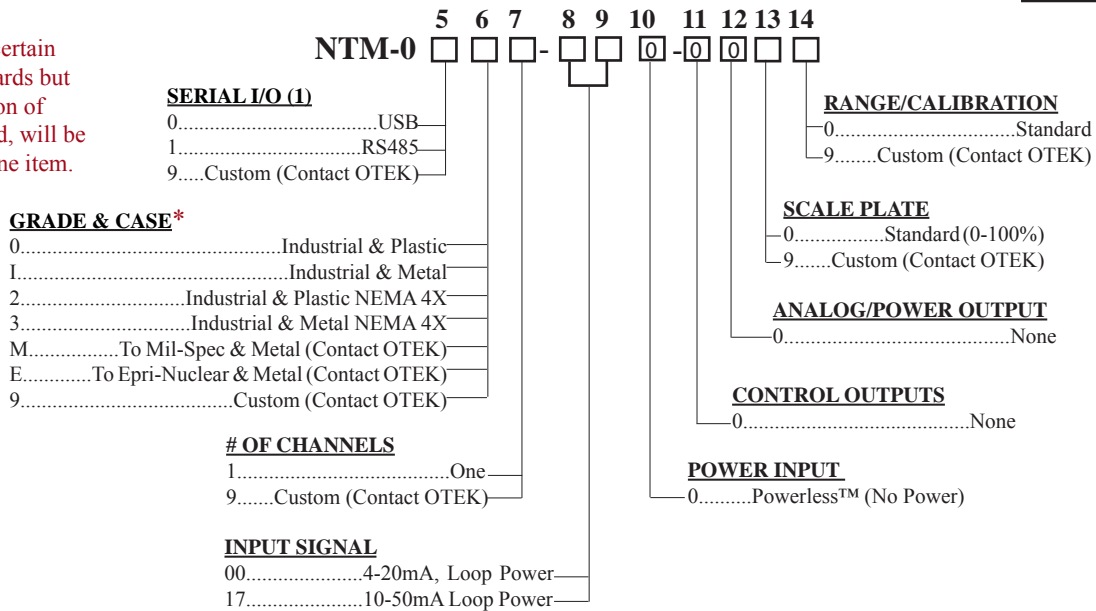 5 6 7 8 9 10 11 12 13 14
NTM-0 - 0 - 0 0
ertain
ards but
on of
d, will be
ne item.
SERIAL I/O (1)
0.................................USB
1.................................RS485
9.....Custom (Contact OTEK)
GRADE & CASE*
0..........................................Industrial & Plastic
I..........................................Industrial & Metal
2..........................Industrial & Plastic NEMA 4X
3...........................Industrial & Metal NEMA 4X
M................To Mil-Spec & Metal (Contact OTEK)
E............To Epri-Nuclear & Metal (Contact OTEK)
9...................................Custom (Contact OTEK)
# OF CHANNELS
1.................................One
9.......Custom (Contact OTEK)
INPUT SIGNAL
00..................4-20mA, Loop Power
17..................10-50mA Loop Power
RANGE/CALIBRATION
0.............................Standard
9.......Custom (Contact OTEK)
SCALE PLATE
0.............Standard (0-100%)
9.......Custom (Contact OTEK)
ANALOG/POWER OUTPUT
0....................................None
CONTROL OUTPUTS
0.....................................None
POWER INPUT
0..........Powerless™ (No Power)